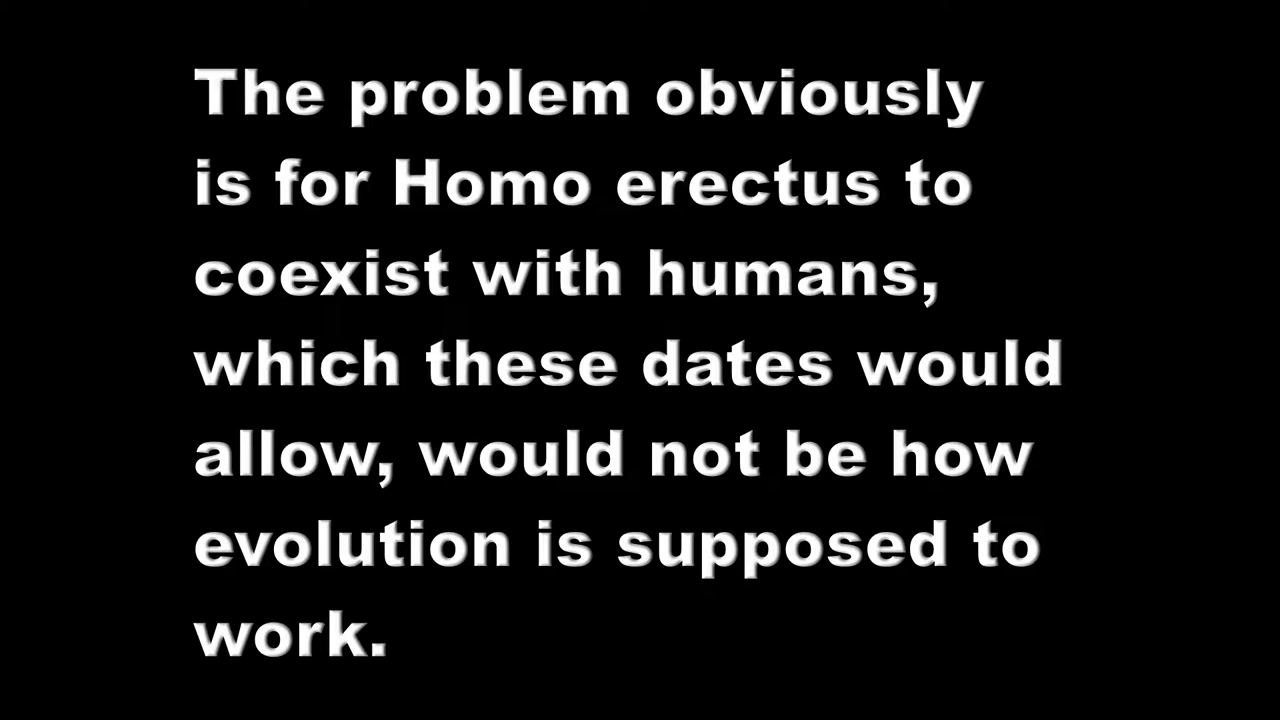 The problem obviously
is for Homo erectus to
coexist with humans,
which these dates would
allow, would not be how
evolution is supposed to
work.